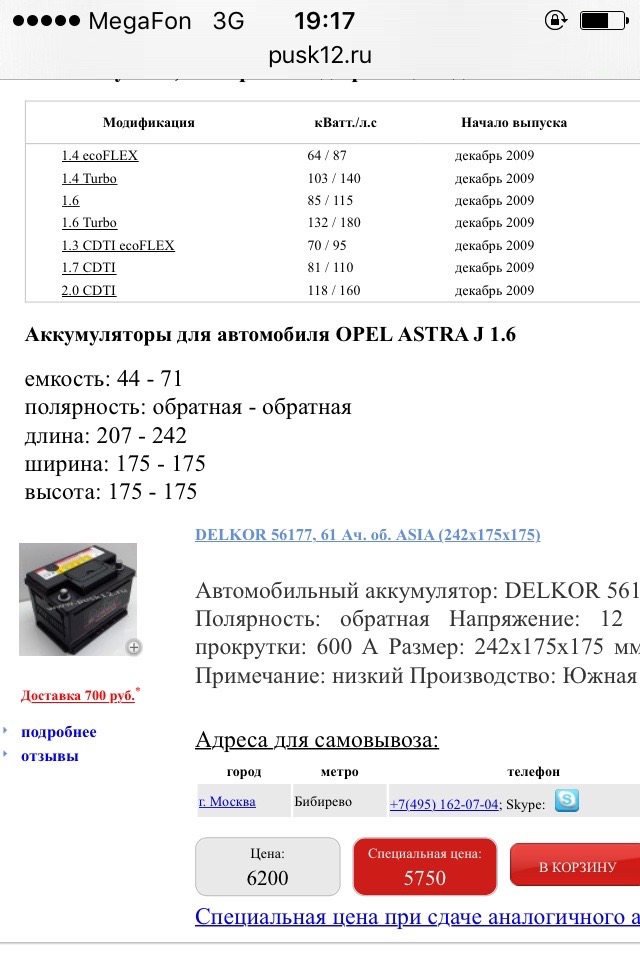 MegaFon 3G 19:17
pusk12.ru
Модификация кВатт./л.с Начало выпуска
1.4 ecoFLEX 64 / 87 декабрь 2009
1.4 Turbo 103 / 140 декабрь 2009
1.6 85 / 115 декабрь 2009
1.6 Turbo 132 / 180 декабрь 2009
1.3 CDTI ecoFLEX 70 / 95 декабрь 2009
1.7 CDTI 81 / 110 декабрь 2009
2.0 CDTI 118 / 160 декабрь 2009
Аккумуляторы для автомобиля OPEL ASTRA J 1.6
емкость: 44 - 71
полярность: обратная - обратная
длина: 207 - 242
ширина: 175 - 175
высота: 175 - 175
DELKOR 56177, 61 Ач. об. ASIA (242x175x175)
www.pusk12.ru
Автомобильный аккумулятор: DELKOR 561
Полярность: обратная Напряжение: 12
прокрутки: 600 А Размер: 242x175x175 мм
Примечание: низкий Производство: Южная
Доставка 700 руб.*
подробнее
отзывы
Адреса для самовывоза:
город метро телефон
г. Москва Бибирево +7(495) 162-07-04; Skype:
Цена: Специальная цена:
6200 5750 В КОРЗИНУ
Специальная цена при сдаче аналогичного а